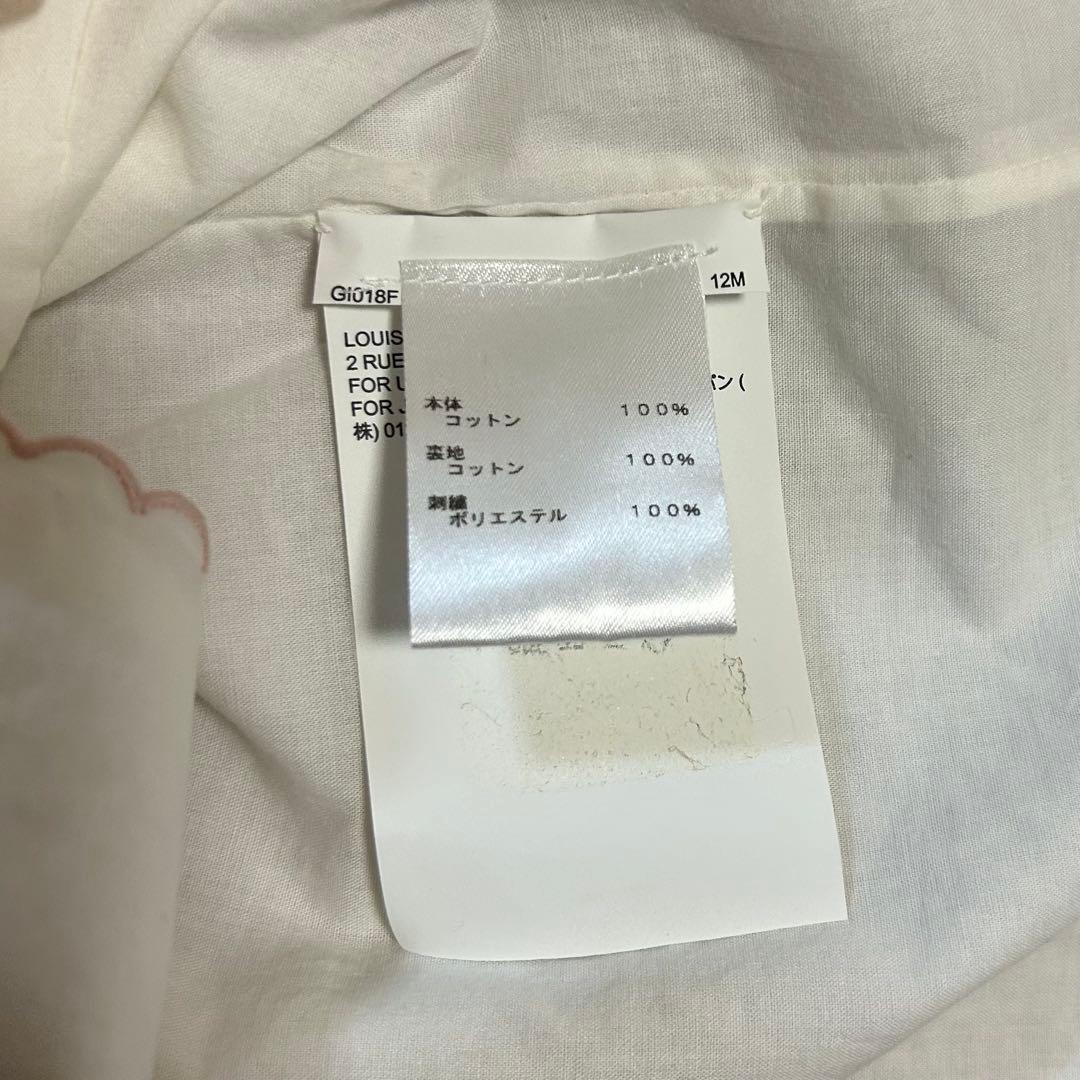 GI018F
12M
LOUIS
2 RUE
FOR U
パン (
FOR J
株) 01
本体
コットン 100%
裏地
コットン 100%
刺繍
ポリエステル 100%